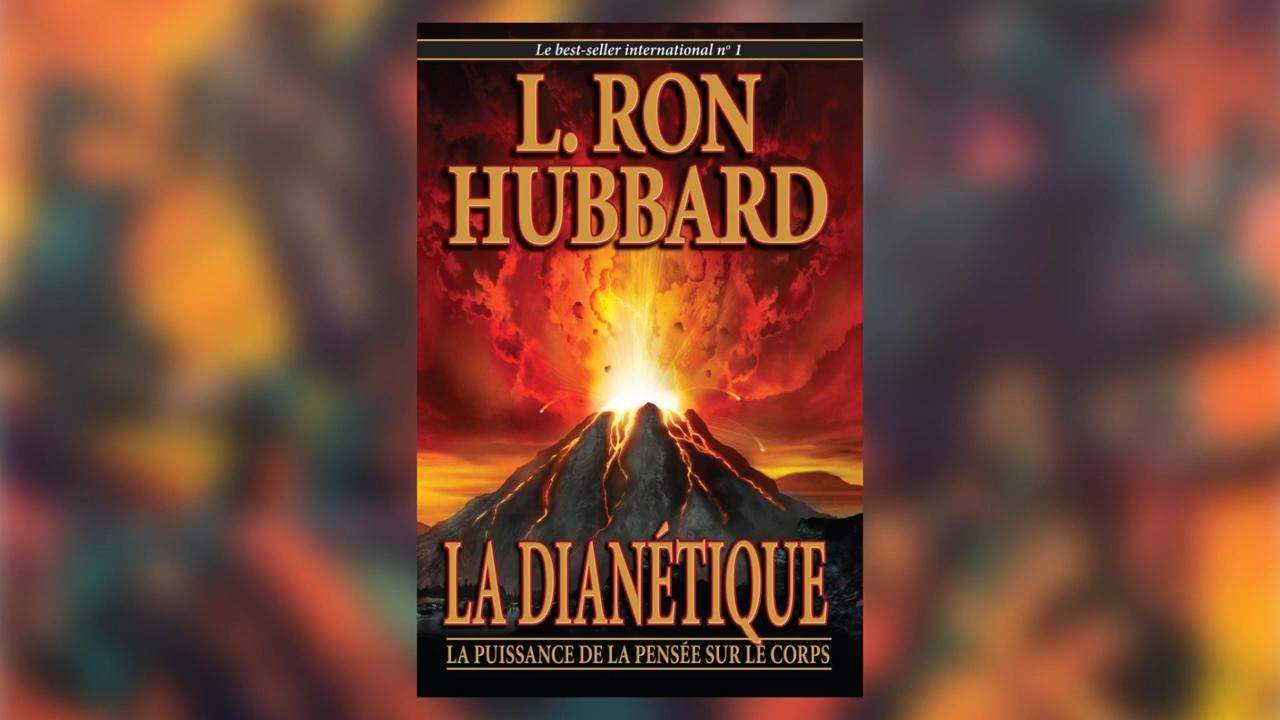 Le best-seller international nº 1
L. RON
HUBBARD
LA DIANÉTIQUE
LA PUISSANCE DE LA PENSÉE SUR LE CORPS